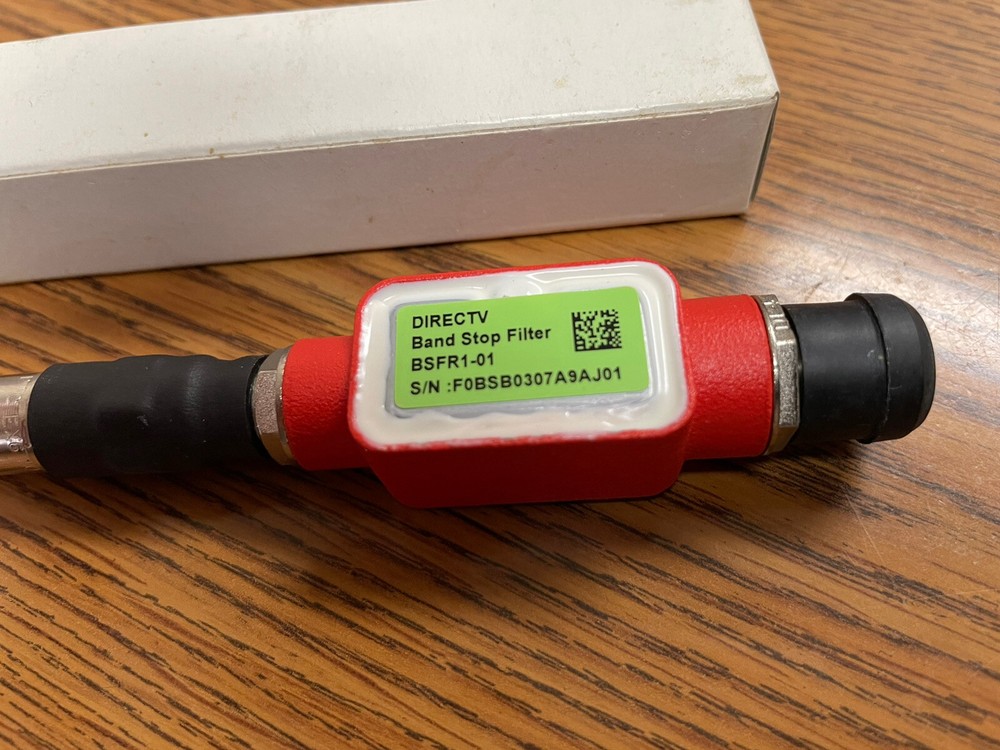 DIRECTV
Band Stop Filter
BSFR1-01
S/N :F0BSB0307A9AJ01